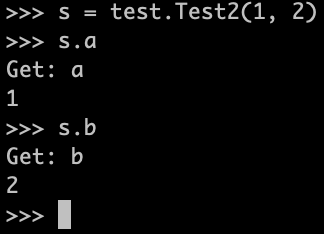 >>> s = test.Test2(1, 2)
>>> s.a
Get: a
1
>>> s.b
Get: b
2
>>>